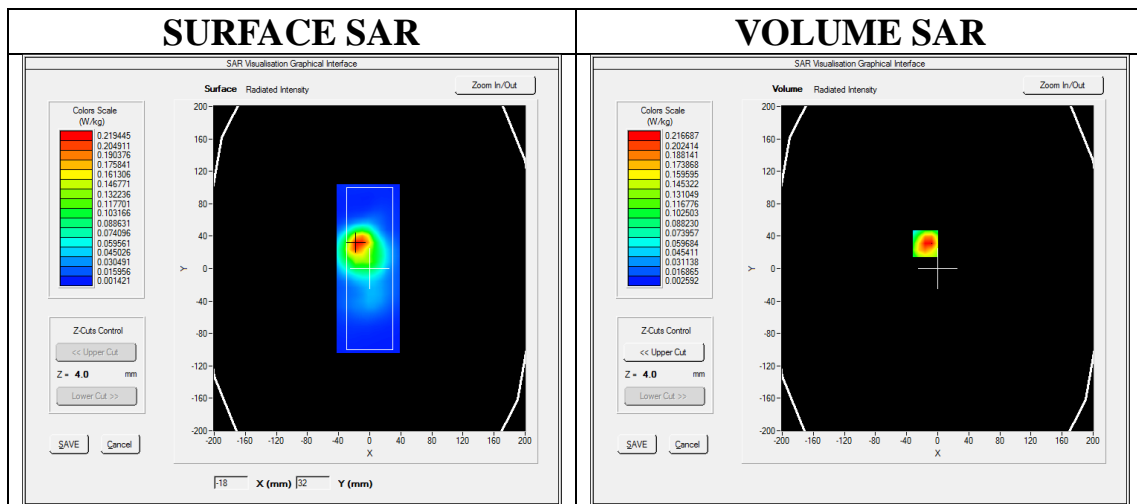 SURFACE SAR
SAR Visualisation Graphical Interface
Surface Radiated Intensity
Zoom In/Out
Colors Scale
(W/kg)
0.219445
0.204911
0.190376
0.175841
0.161306
0.146771
0.132236
0.117701
0.103166
0.088631
0.074096
0.059561
0.045026
0.030491
0.015956
0.001421
Z-Cuts Control
<< Upper Cut
Z = 4.0 mm
Lower Cut >>
SAVE Cancel
200
160
120
80
40
0
-40
-80
-120
-160
-200
Y
-200 -160 -120 -80 -40 0 40 80 120 160 200
X
-18 X (mm) 32 Y (mm)
VOLUME SAR
SAR Visualisation Graphical Interface
Volume Radiated Intensity
Zoom In/Out
Colors Scale
(W/kg)
0.216687
0.202414
0.188141
0.173868
0.159595
0.145322
0.131049
0.116776
0.102503
0.088230
0.073957
0.059684
0.045411
0.031138
0.016865
0.002592
Z-Cuts Control
<< Upper Cut
Z = 4.0 mm
Lower Cut >>
SAVE Cancel
200
160
120
80
40
0
-40
-80
-120
-160
-200
Y
-200 -160 -120 -80 -40 0 40 80 120 160 200
X